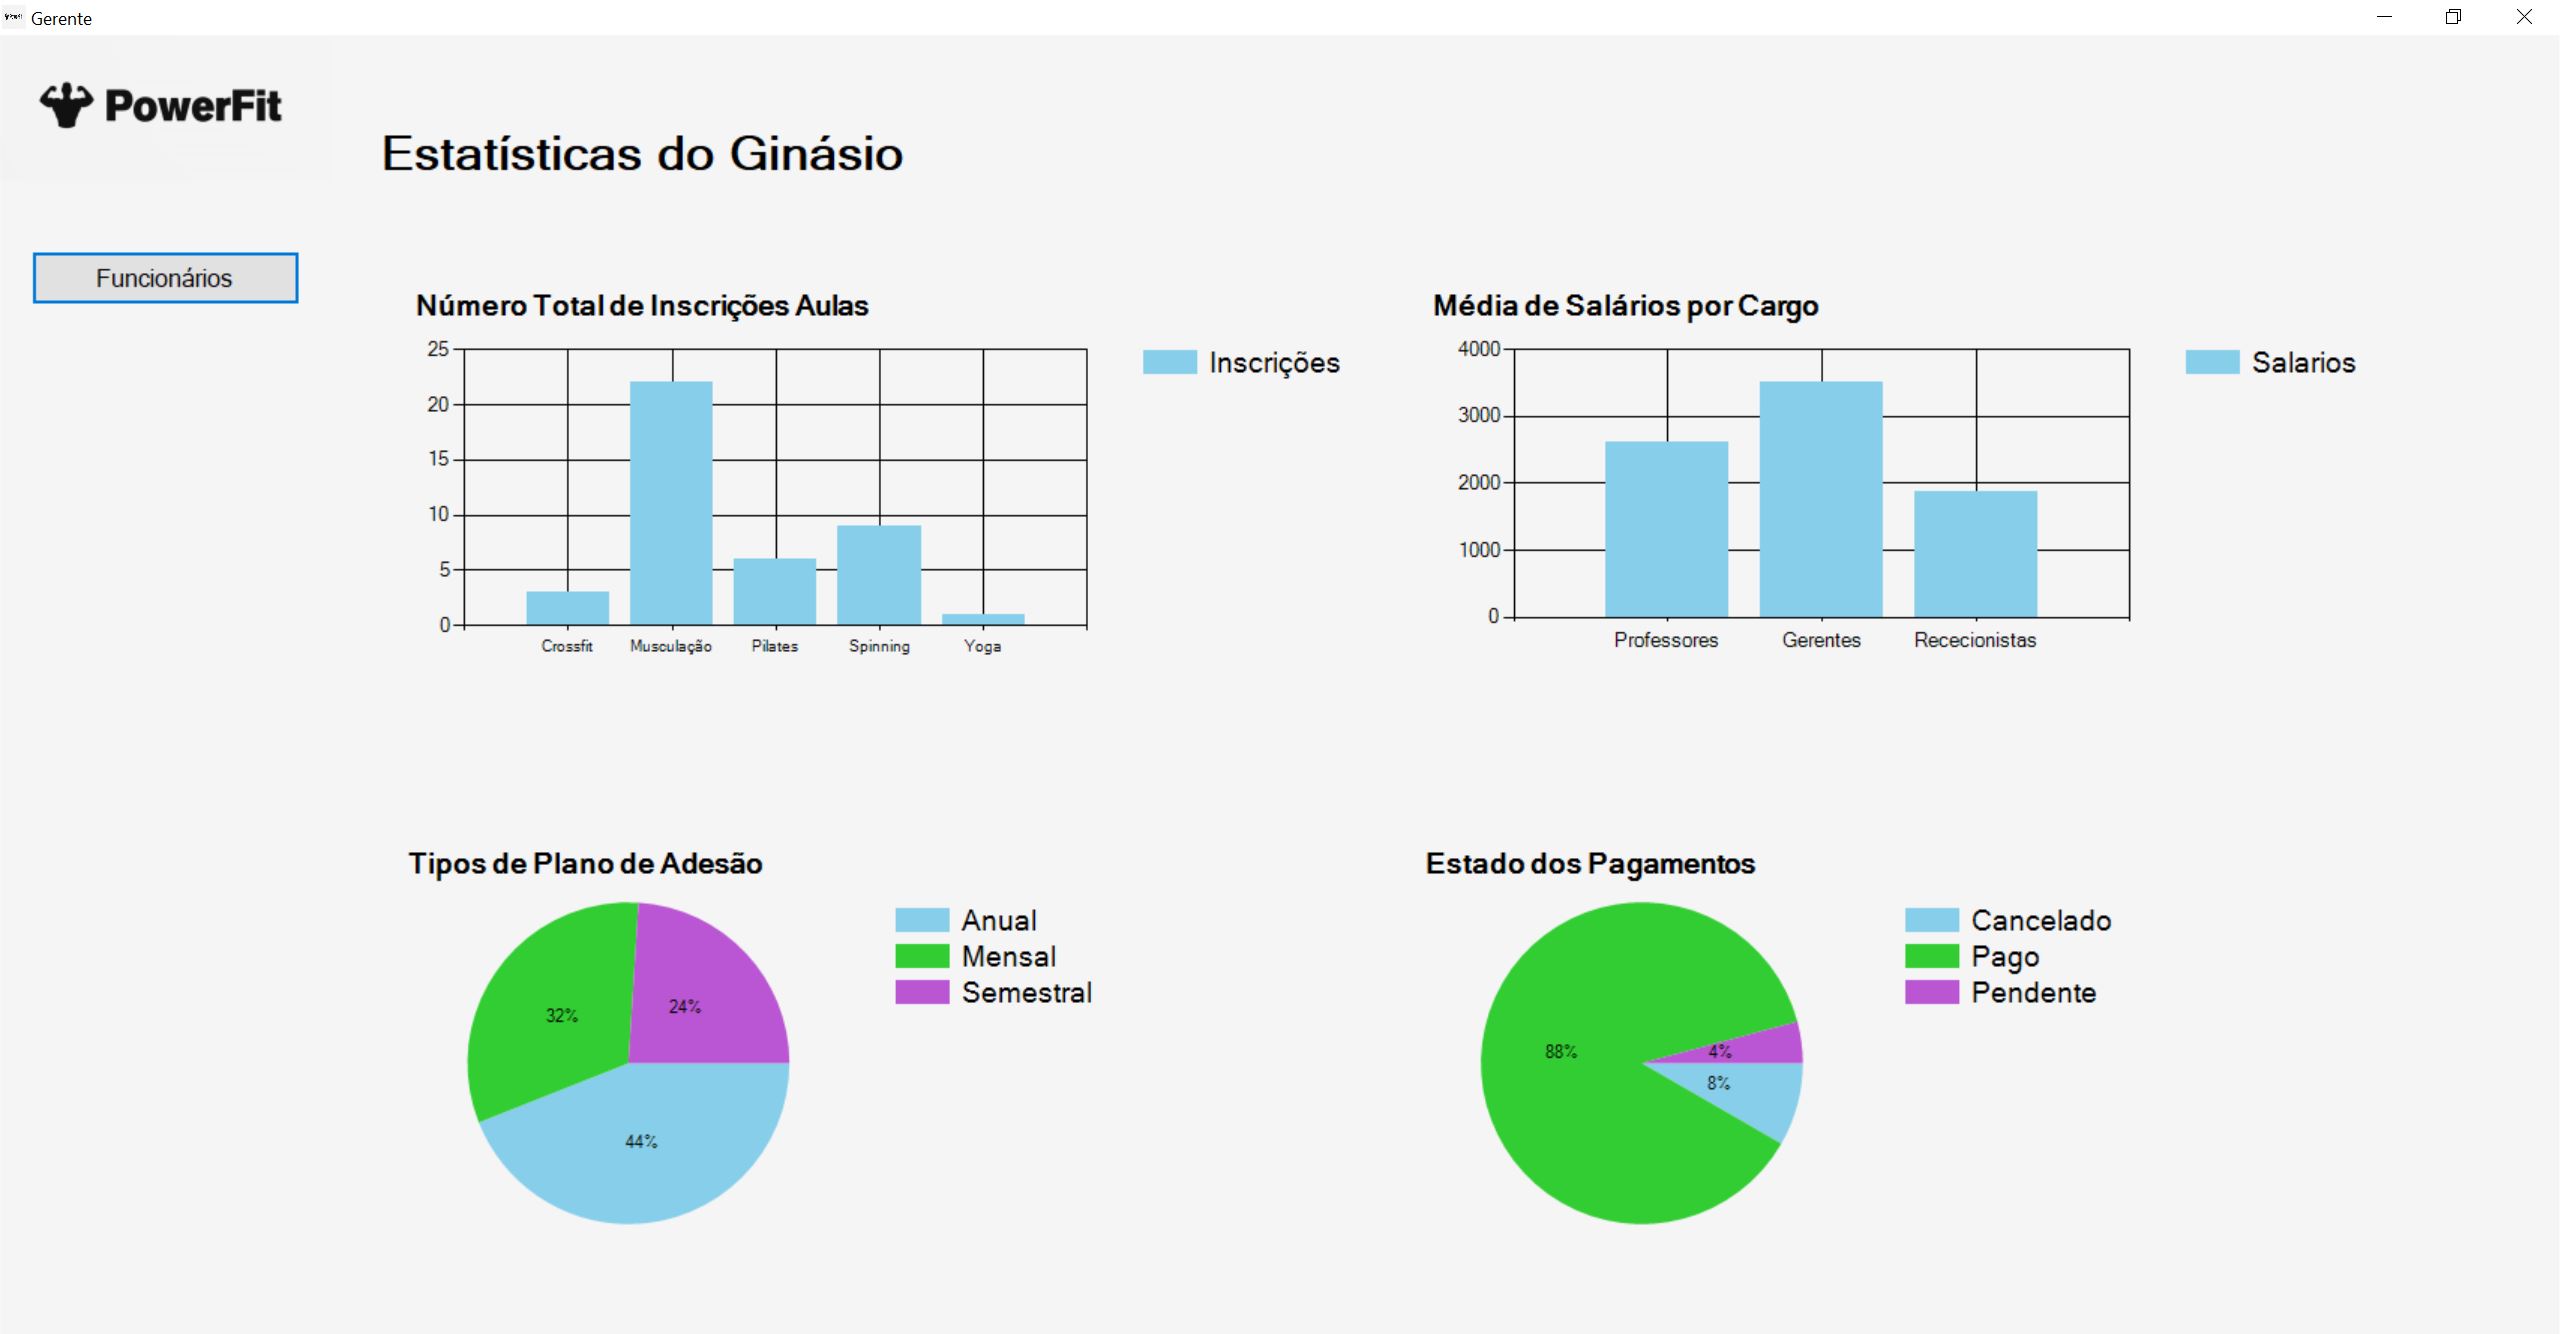 Gerente
PowerFit
Estatísticas do Ginásio
Funcionários
Número Total de Inscrições Aulas
25
20
15
10
5
0
Crossfit Musculação Pilates Spinning Yoga
Inscrições
Média de Salários por Cargo
4000
3000
2000
1000
0
Professores Gerentes Rececionistas
Salarios
Tipos de Plano de Adesão
32%
24%
44%
Anual
Mensal
Semestral
Estado dos Pagamentos
88%
4%
8%
Cancelado
Pago
Pendente